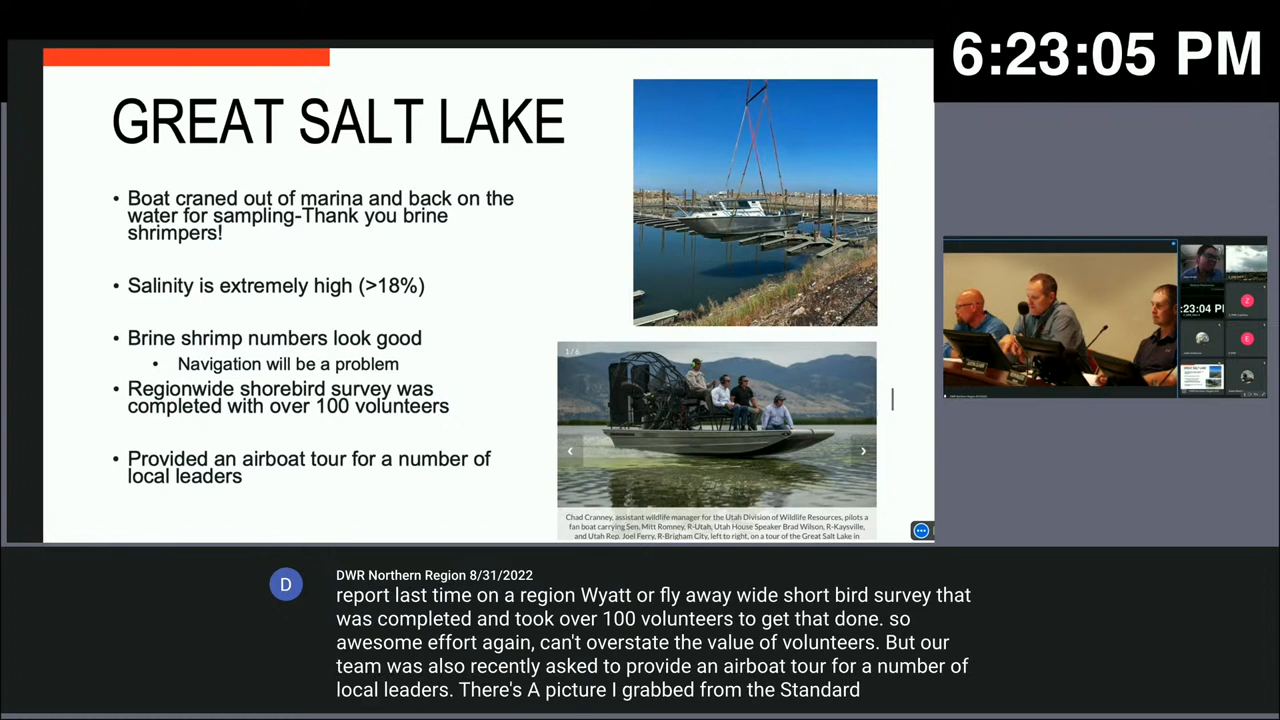 6:23:05 PM
GREAT SALT LAKE
• Boat craned out of marina and back on the
water for sampling-Thank you brine
shrimpers!
• Salinity is extremely high (>18%)
• Brine shrimp numbers look good
• Navigation will be a problem
• Regionwide shorebird survey was
completed with over 100 volunteers
• Provided an airboat tour for a number of
local leaders
1/6
Chad Cranney, assistant wildlife manager for the Utah Division of Wildlife Resources, pilots a
fan boat carrying Sen, Mitt Romney, R-Utah, Utah House Speaker Brad Wilson, R-Kaysville,
and Utah Rep. Joel Ferry, R-Brigham City, left to right, on a tour of the Great Salt Lake in
:23:04 PM
Z
E
GREAT SALT LAKE
D
DWR Northern Region 8/31/2022
report last time on a region Wyatt or fly away wide short bird survey that
was completed and took over 100 volunteers to get that done. so
awesome effort again, can't overstate the value of volunteers. But our
team was also recently asked to provide an airboat tour for a number of
local leaders. There's A picture I grabbed from the Standard